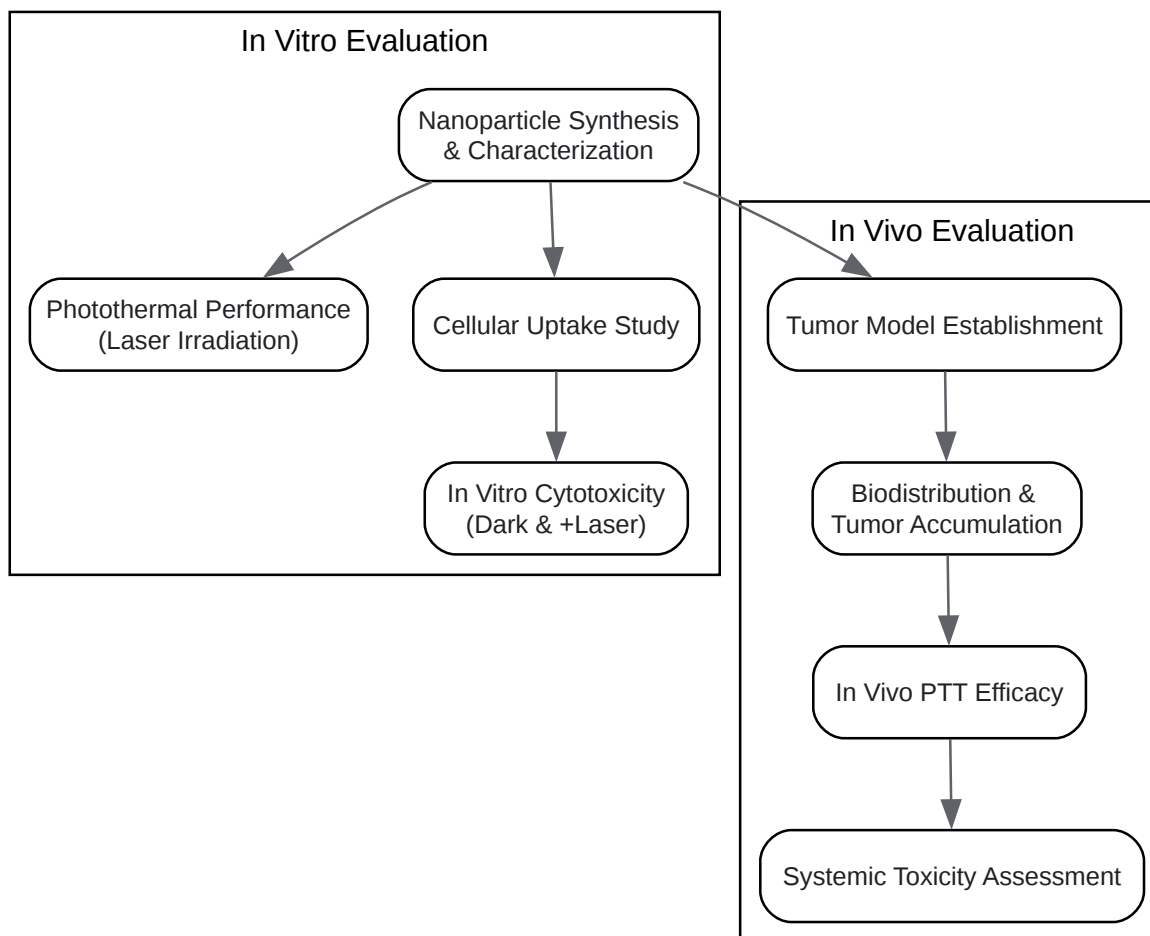 In Vitro Evaluation
Nanoparticle Synthesis
& Characterization
In Vivo Evaluation
Photothermal Performance
(Laser Irradiation)
Cellular Uptake Study
Tumor Model Establishment
In Vitro Cytotoxicity
(Dark & +Laser)
Biodistribution &
Tumor Accumulation
In Vivo PTT Efficacy
Systemic Toxicity Assessment